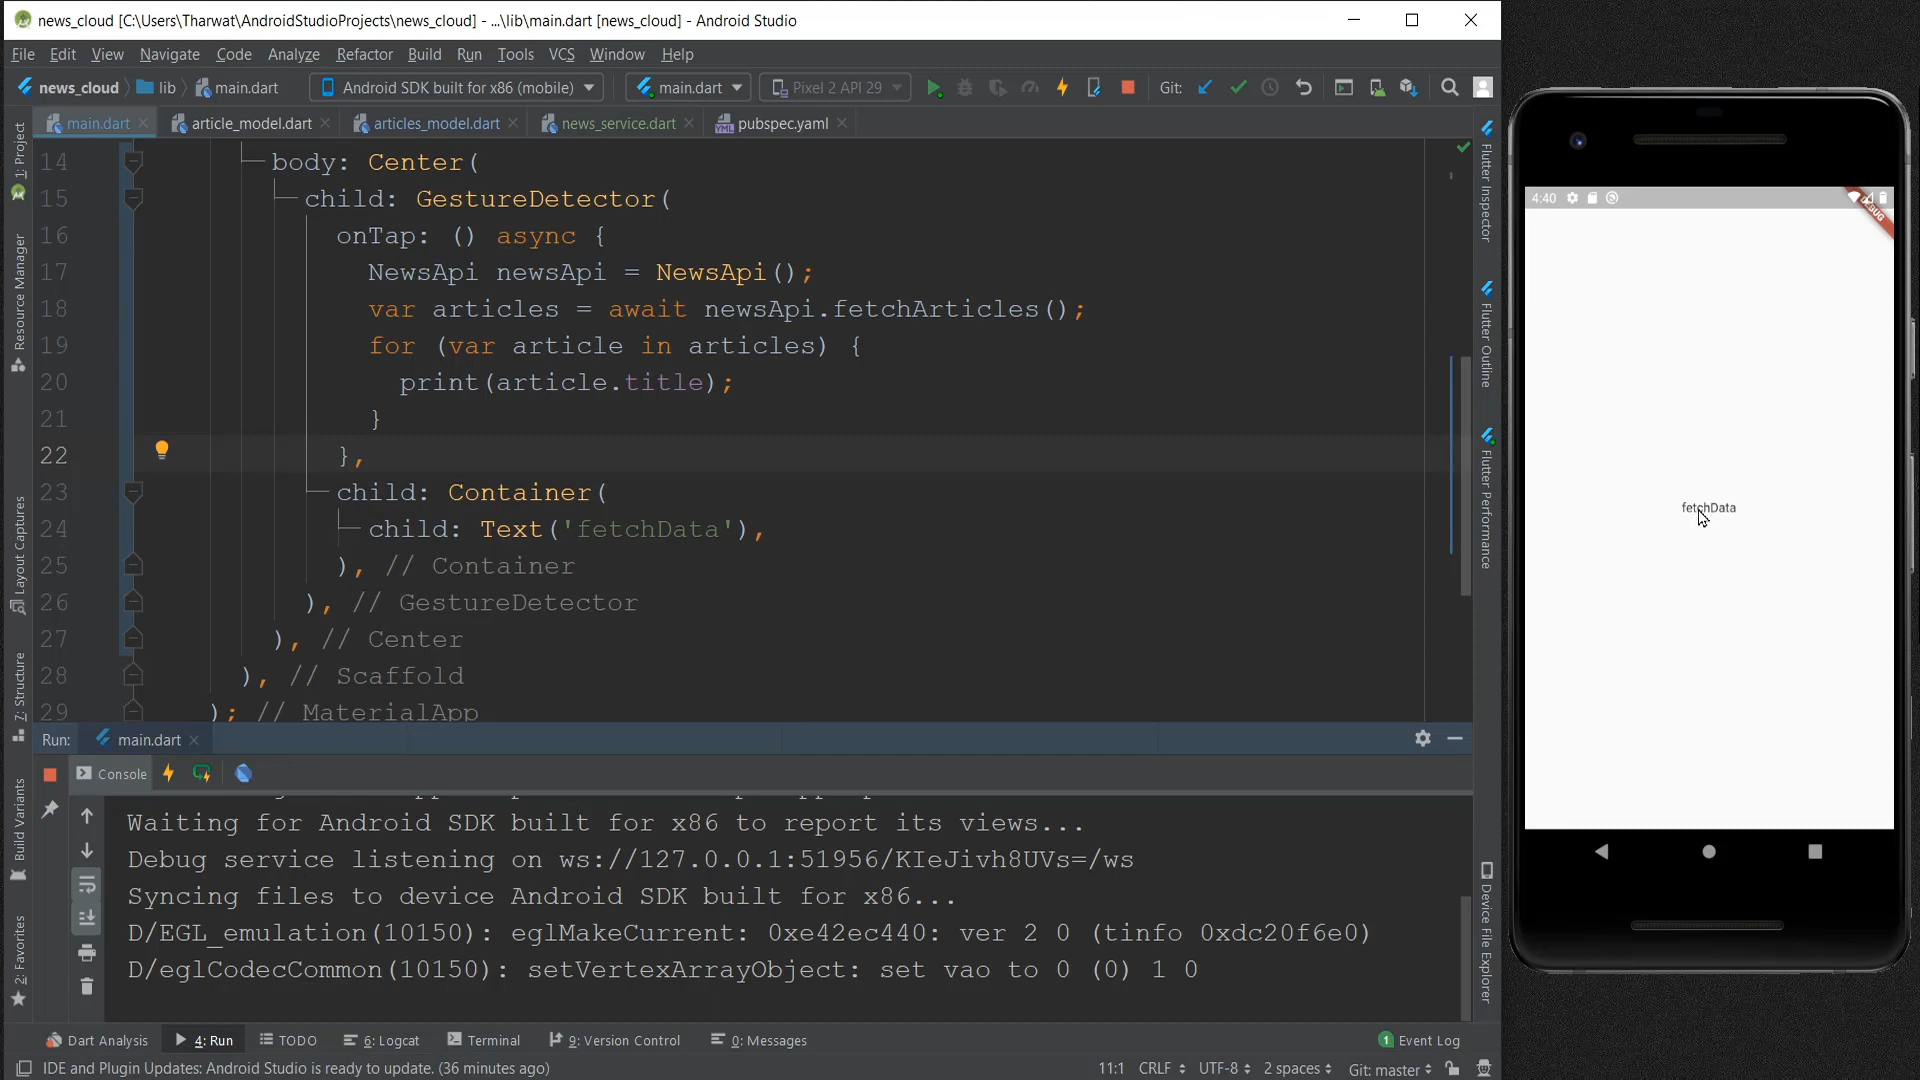 news_cloud [C:\Users\Tharwat\AndroidStudioProjects\news_cloud] - ...\lib\main.dart [news_cloud] - Android Studio
File Edit View Navigate Code Analyze Refactor Build Run Tools VCS Window Help
news_cloud lib main.dart Android SDK built for x86 (mobile) main.dart Pixel 2 API 29 Git:
main.dart article_model.dart articles_model.dart news_service.dart pubspec.yaml
14 body: Center(
15 child: GestureDetector(
16 onTap: () async {
17 NewsApi newsApi = NewsApi();
18 var articles = await newsApi.fetchArticles();
19 for (var article in articles) {
20 print(article.title);
21 }
22 },
23 child: Container(
24 child: Text('fetchData'),
25 ), // Container
26 ), // GestureDetector
27 ), // Center
28 ), // Scaffold
29 ); // MaterialApp
Run: main.dart
Console
Waiting for Android SDK built for x86 to report its views...
Debug service listening on ws://127.0.0.1:51956/KIeJivh8UVs=/ws
Syncing files to device Android SDK built for x86...
D/EGL_emulation(10150): eglMakeCurrent: 0xe42ec440: ver 2 0 (tinfo 0xdc20f6e0)
D/eglCodecCommon(10150): setVertexArrayObject: set vao to 0 (0) 1 0
Dart Analysis 4: Run TODO 6: Logcat Terminal 9: Version Control 0: Messages 1 Event Log
IDE and Plugin Updates: Android Studio is ready to update. (36 minutes ago) 11:1 CRLF UTF-8 2 spaces Git: master
1: Project
Resource Manager
Layout Captures
7: Structure
Build Variants
2: Favorites
Flutter Inspector
Flutter Outline
Flutter Performance
Device File Explorer
4:40
DEBUG
fetchData